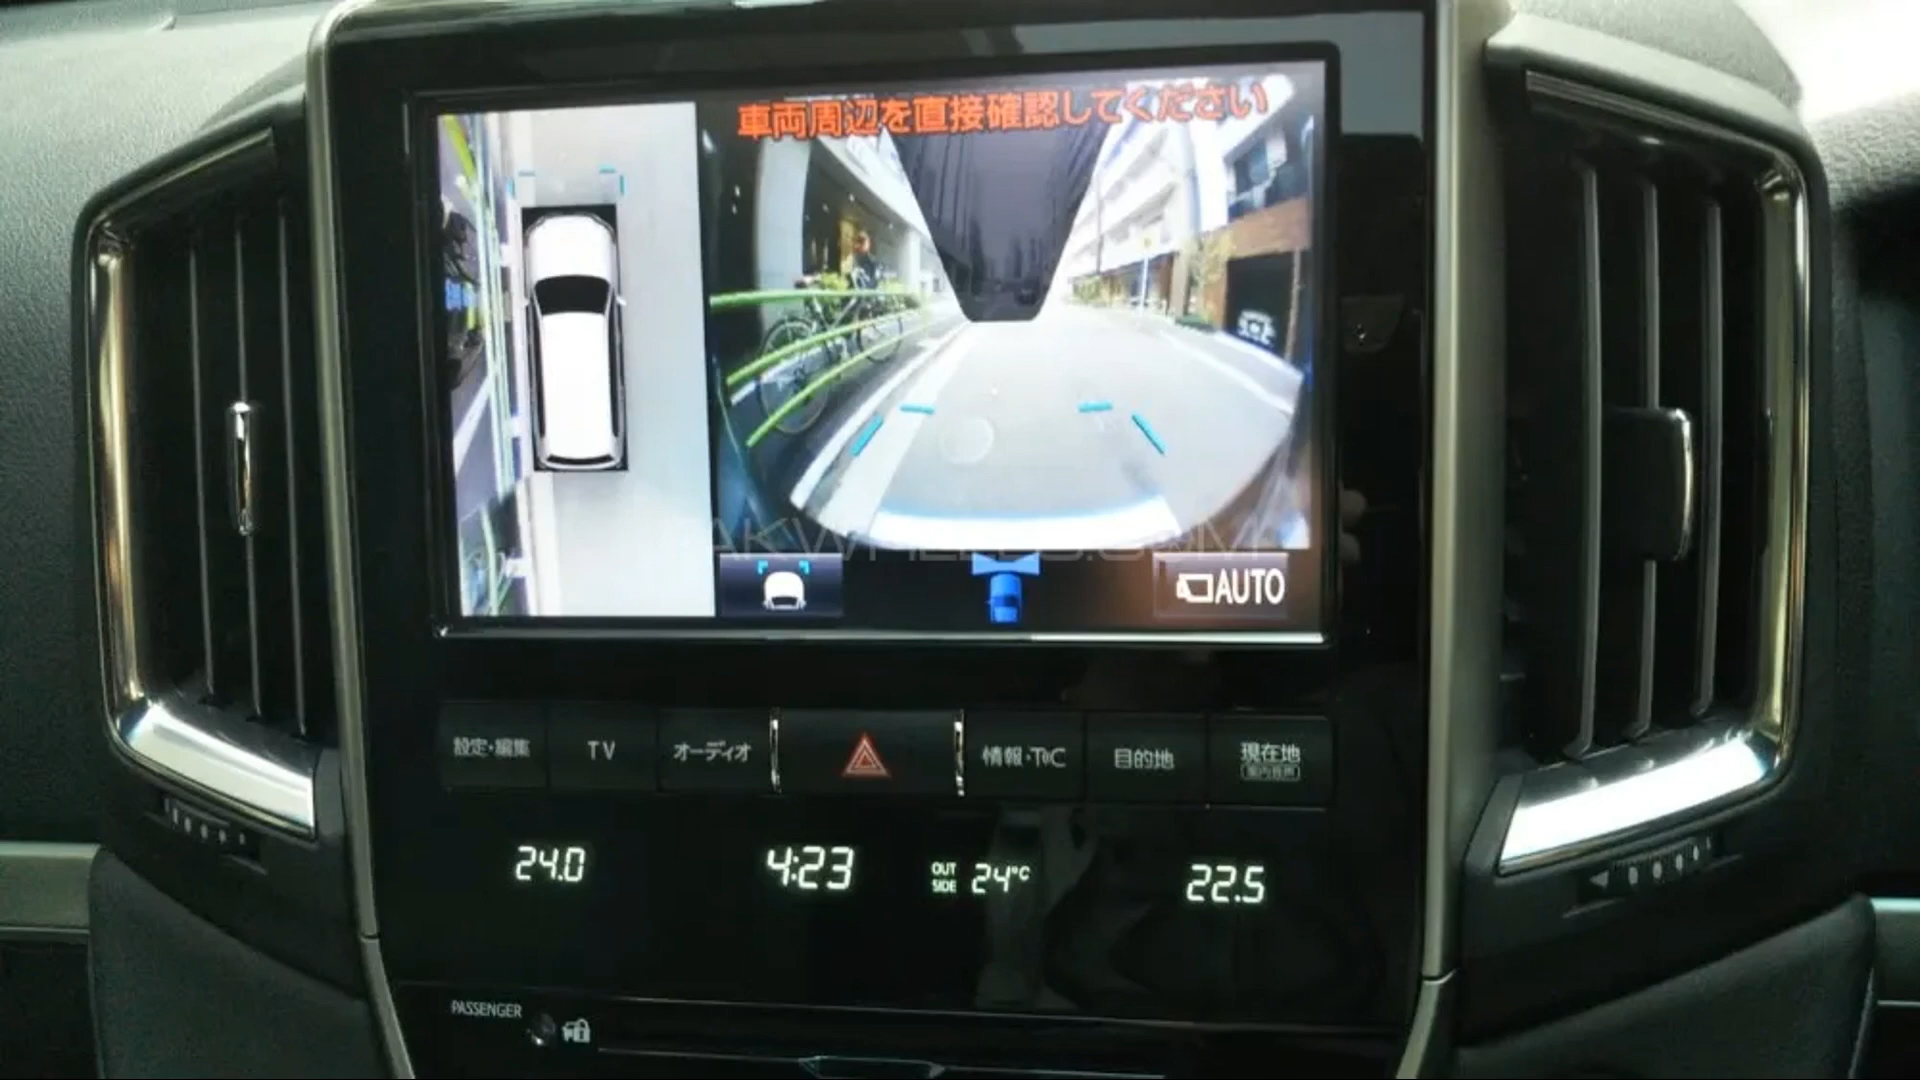 車両周辺を直接確認してください
PAKWHEELS.COM
AUTO
設定・編集
TV
オーディオ
情報・T&C
目的地
現在地
24.0
4:23
OUT SIDE
24°C
22.5
PASSENGER